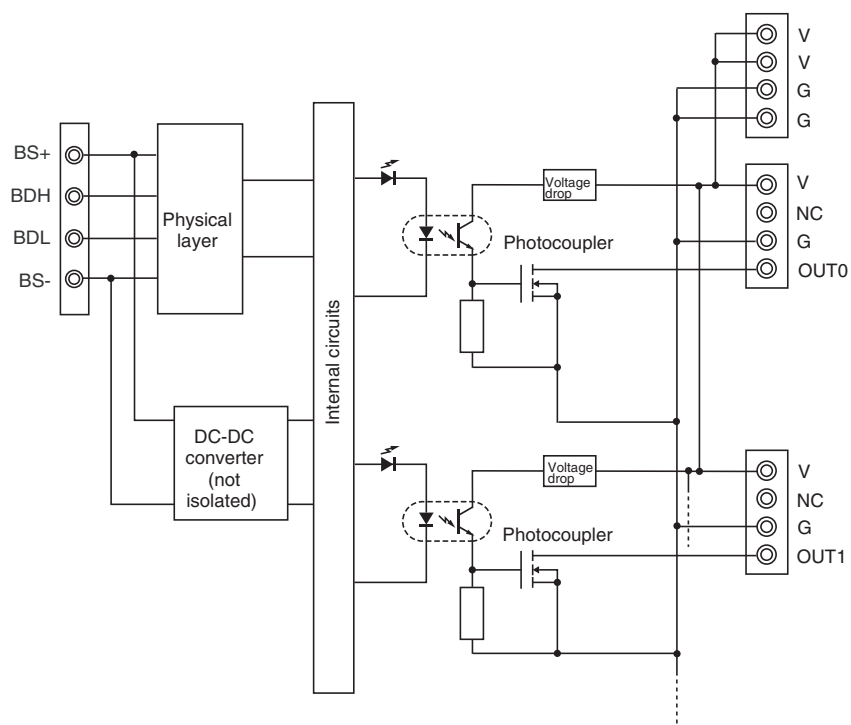 V
V
G
G
BS+
BDH
BDL
BS-
Physical
layer
Internal circuits
Voltage
drop
Photocoupler
V
NC
G
OUT0
DC-DC
converter
(not
isolated)
Voltage
drop
Photocoupler
V
NC
G
OUT1